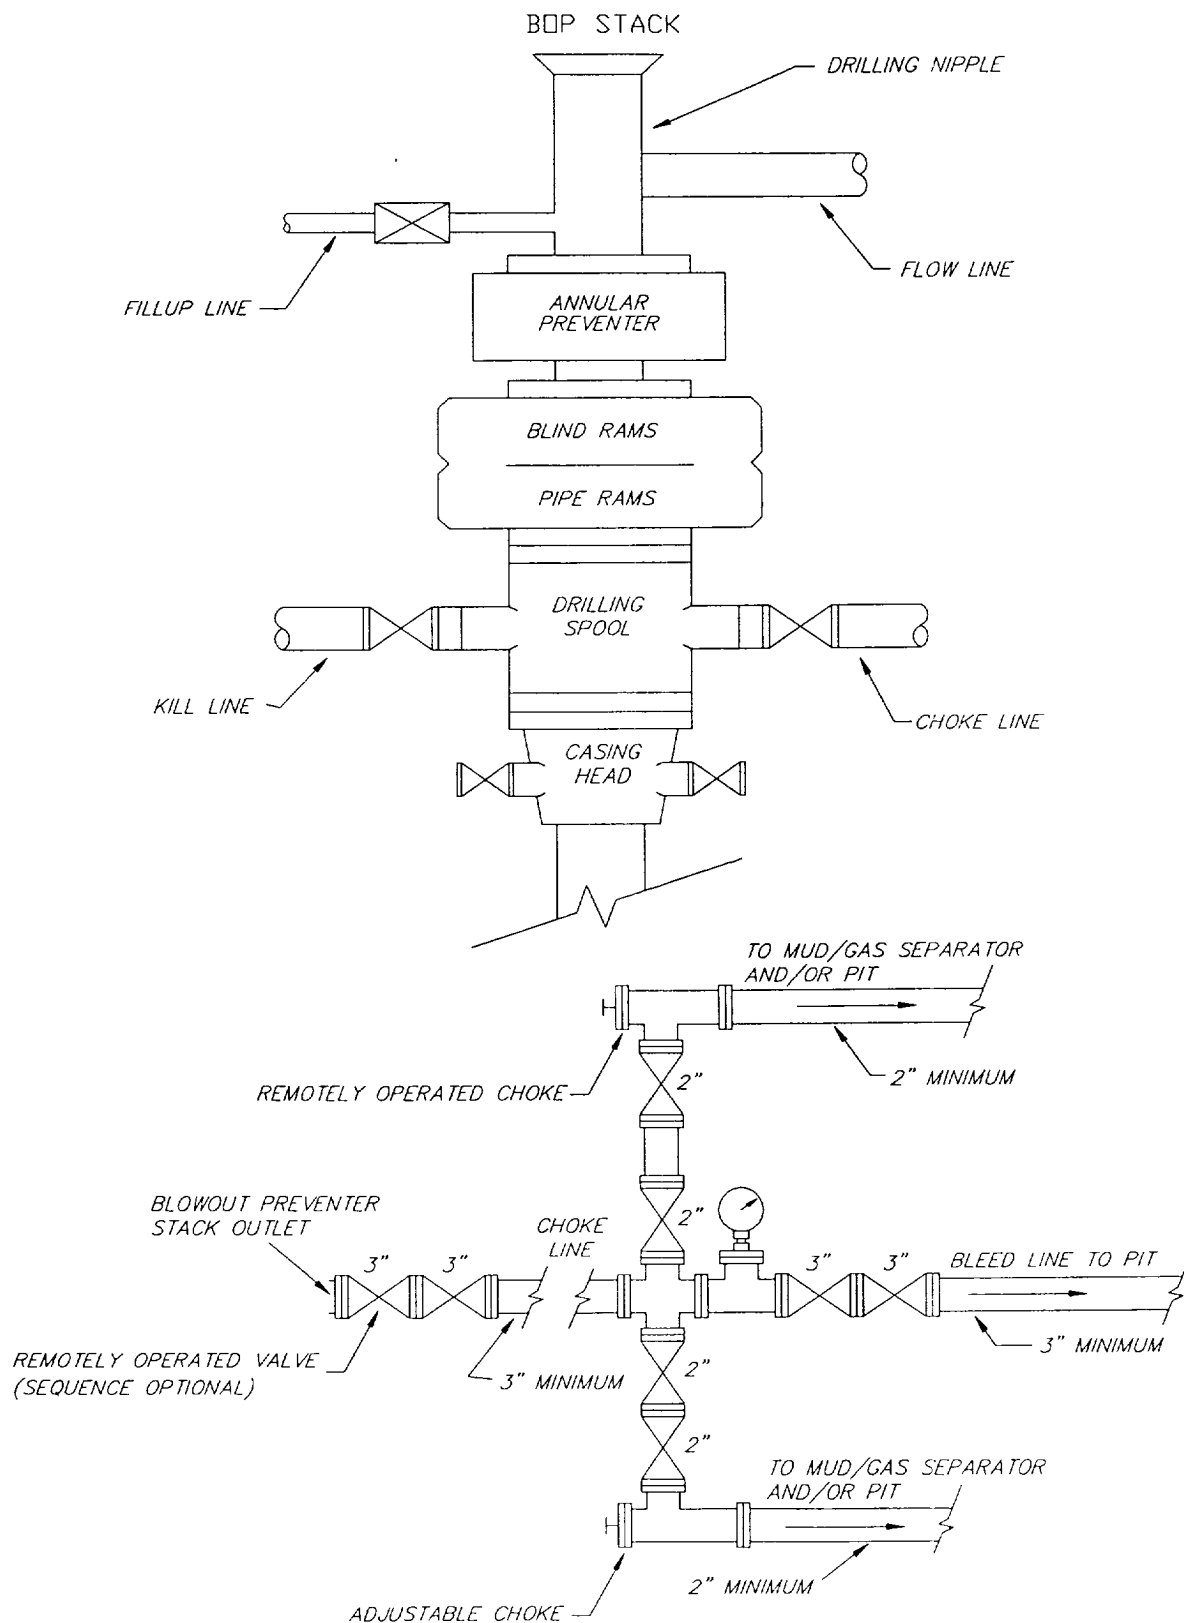 BOP STACK
DRILLING NIPPLE
FLOW LINE
FILLUP LINE
ANNULAR
PREVENTER
BLIND RAMS
PIPE RAMS
DRILLING
SPOOL
KILL LINE
CHOKE LINE
CASING
HEAD
TO MUD/GAS SEPARATOR
AND/OR PIT
2" MINIMUM
2"
REMOTELY OPERATED CHOKE
2"
BLOWOUT PREVENTER
STACK OUTLET
CHOKE
LINE
3"
3"
3"
3"
BLEED LINE TO PIT
3" MINIMUM
REMOTELY OPERATED VALVE
(SEQUENCE OPTIONAL)
3" MINIMUM
2"
2"
TO MUD/GAS SEPARATOR
AND/OR PIT
2" MINIMUM
ADJUSTABLE CHOKE